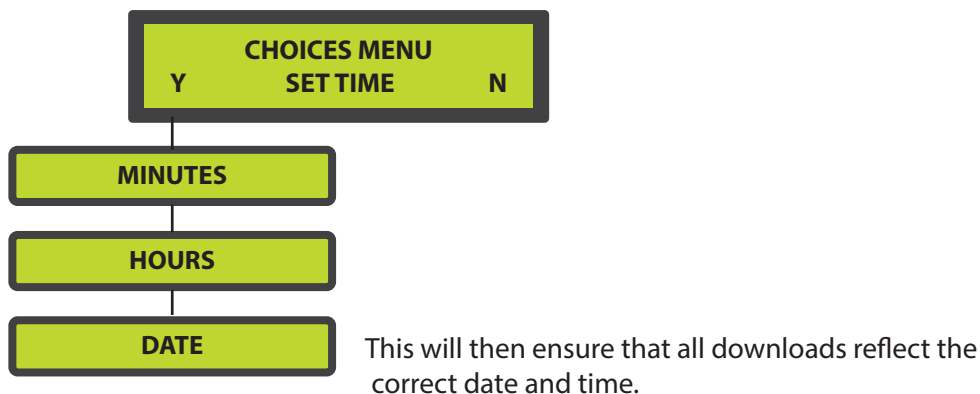 CHOICES MENU
Y SET TIME N
MINUTES
HOURS
DATE
This will then ensure that all downloads reflect the
correct date and time.